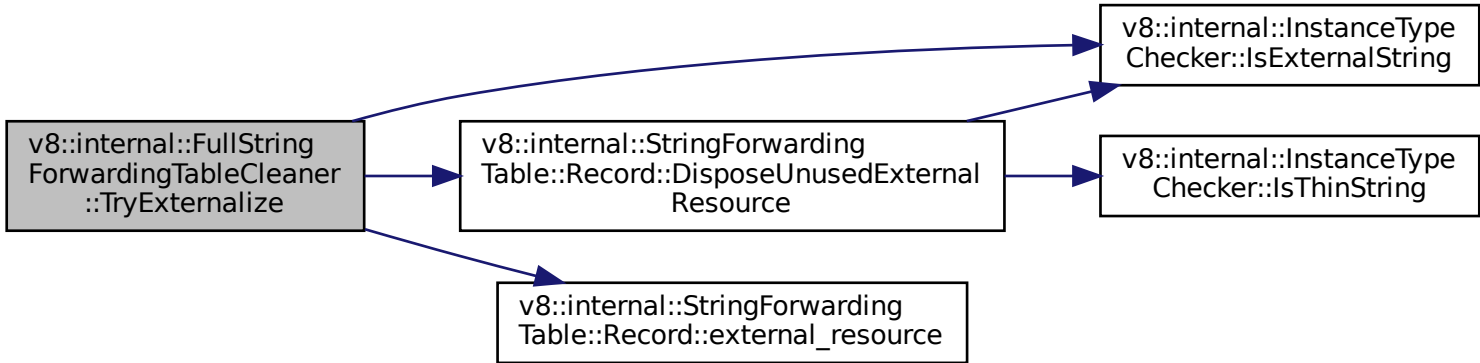 v8::internal::FullString
ForwardingTableCleaner
::TryExternalize
v8::internal::StringForwarding
Table::Record::DisposeUnusedExternal
Resource
v8::internal::StringForwarding
Table::Record::external_resource
v8::internal::InstanceType
Checker::IsExternalString
v8::internal::InstanceType
Checker::IsThinString